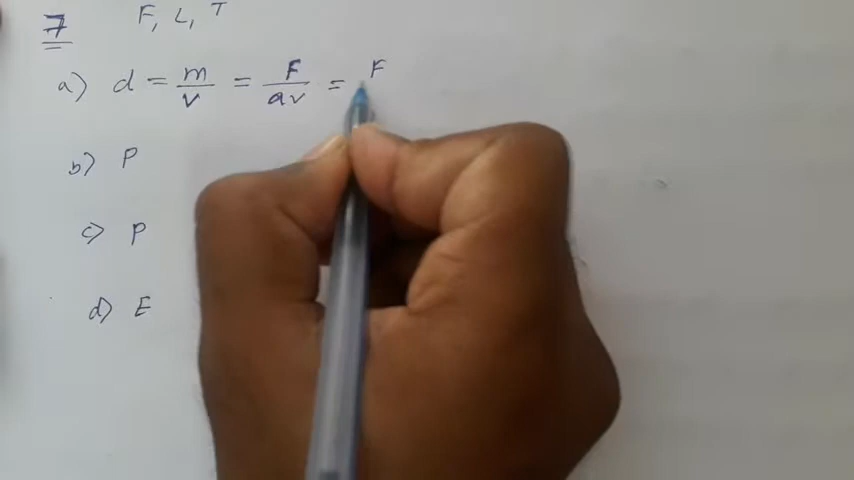 7 F, L, T
a) d = m/v = F/av = F
b) P
c) P
d) E